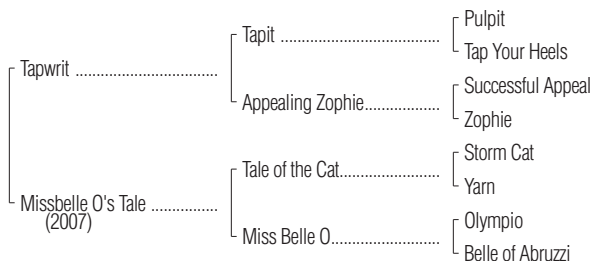 Pulpit
Tapit ........................................
Tap Your Heels
Tapwrit ....................................
Successful Appeal
Appealing Zophie...................
Zophie
Storm Cat
Tale of the Cat.........................
Yarn
Missbelle O's Tale .................
(2007)
Olympio
Miss Belle O...........................
Belle of Abruzzi